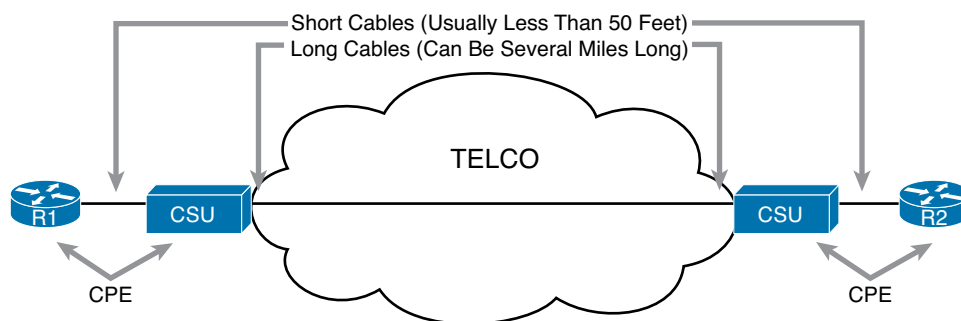 Short Cables (Usually Less Than 50 Feet)
Long Cables (Can Be Several Miles Long)
TELCO
R1
CSU
CSU
R2
CPE
CPE